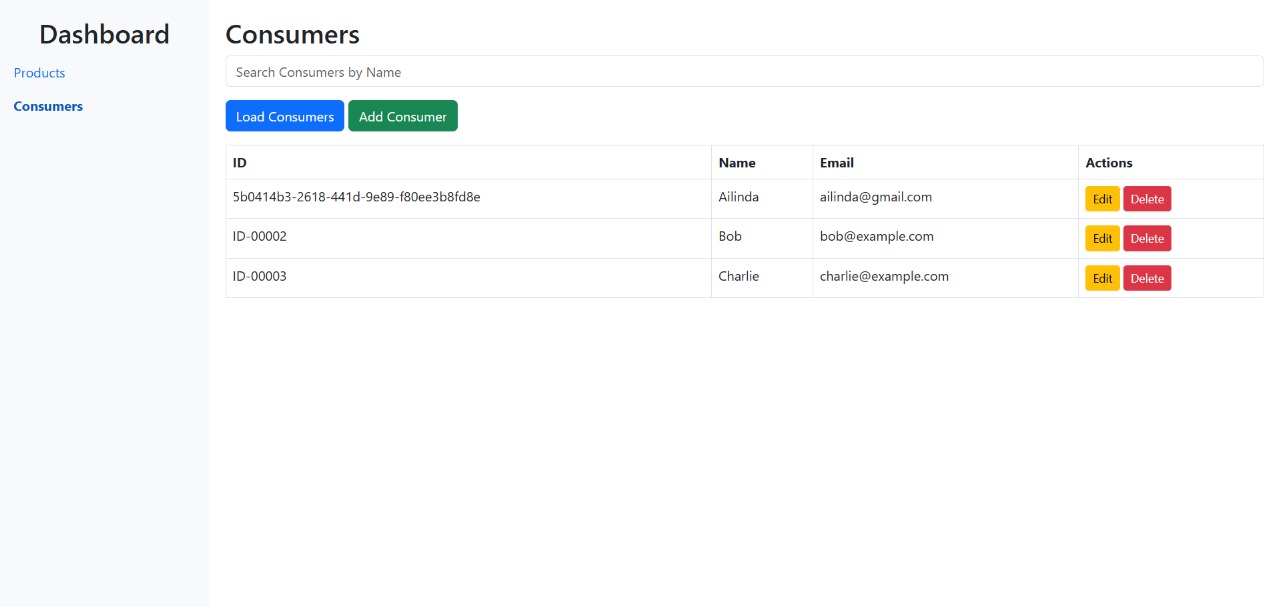 Dashboard
Products
Consumers
Consumers
Search Consumers by Name
Load Consumers Add Consumer
ID Name Email Actions
5b0414b3-2618-441d-9e89-f80ee3b8fd8e Ailinda ailinda@gmail.com Edit Delete
ID-00002 Bob bob@example.com Edit Delete
ID-00003 Charlie charlie@example.com Edit Delete